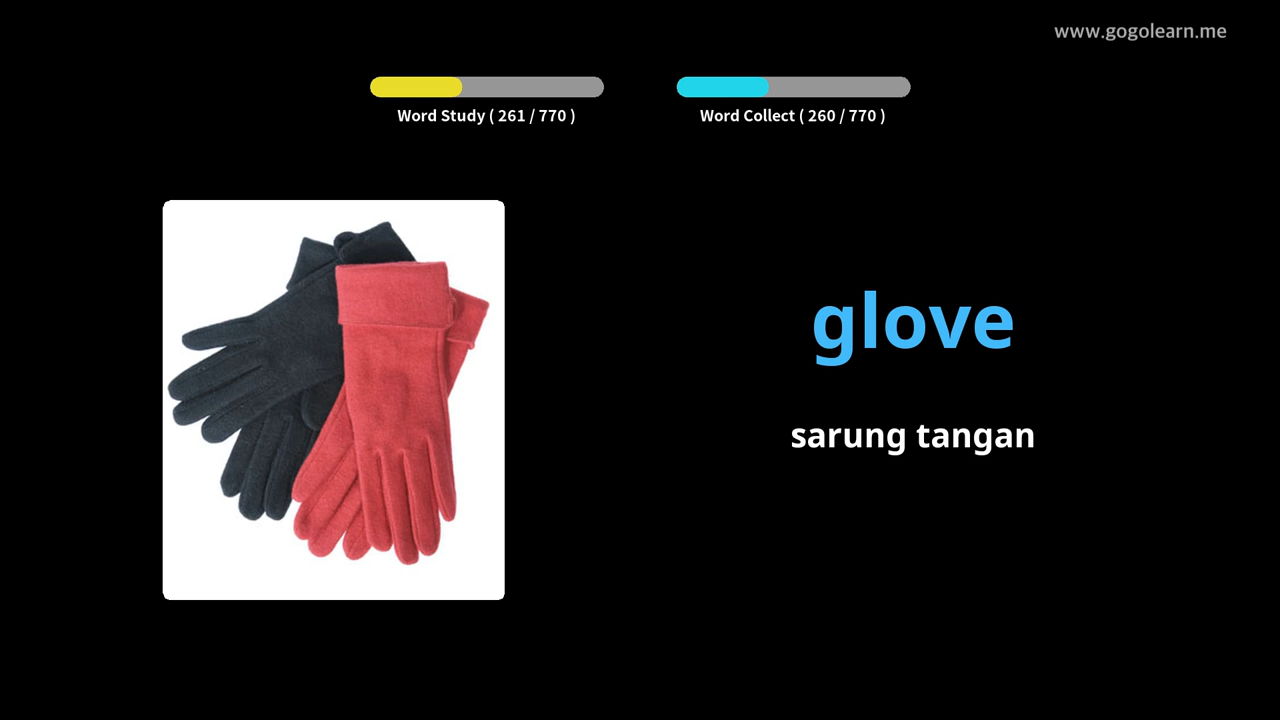 www.gogolearn.me
Word Study ( 261 / 770 )
Word Collect ( 260 / 770 )
glove
sarung tangan